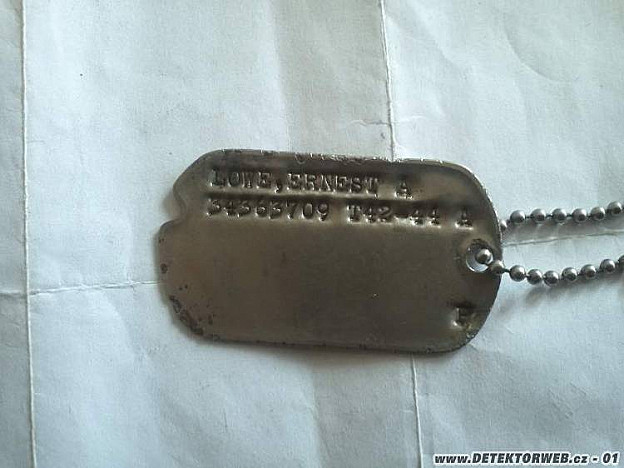 LOWE,ERNEST A
34363709 T42-44 A
P
www.DETEKTORWEB.cz - 01